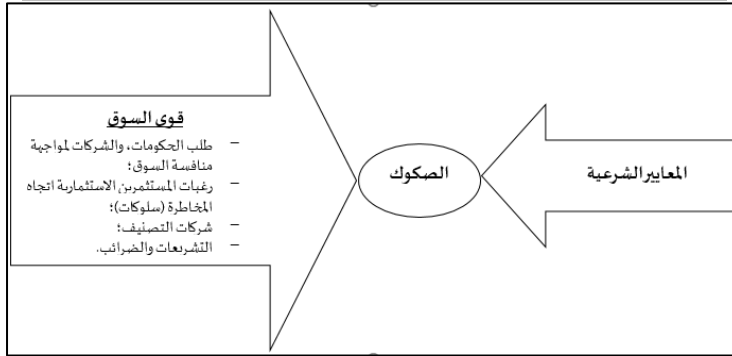 قوى السوق
– طلب الحكومات، والشركات لمواجهة
منافسة السوق؛
– رغبات المستثمرين الاستثمارية اتجاه
المخاطرة (سلوكات)؛
– شركات التصنيف؛
– التشريعات والضرائب.
الصكوك
المعايير الشرعية